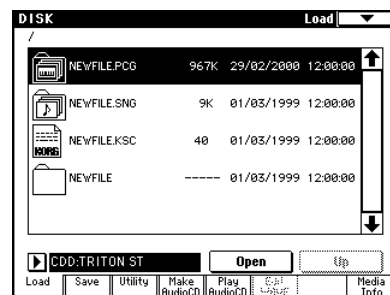 DISK Load
/
NEWFILE.PCG 967K 29/02/2000 12:00:00
NEWFILE.SNG 9K 01/03/1999 12:00:00
KORG NEWFILE.KSC 40 01/03/1999 12:00:00
NEWFILE ----- 01/03/1999 12:00:00
CDD:TRITON ST Open Up
Load Save Utility Make AudioCD Play AudioCD Edit WAVE Media Info